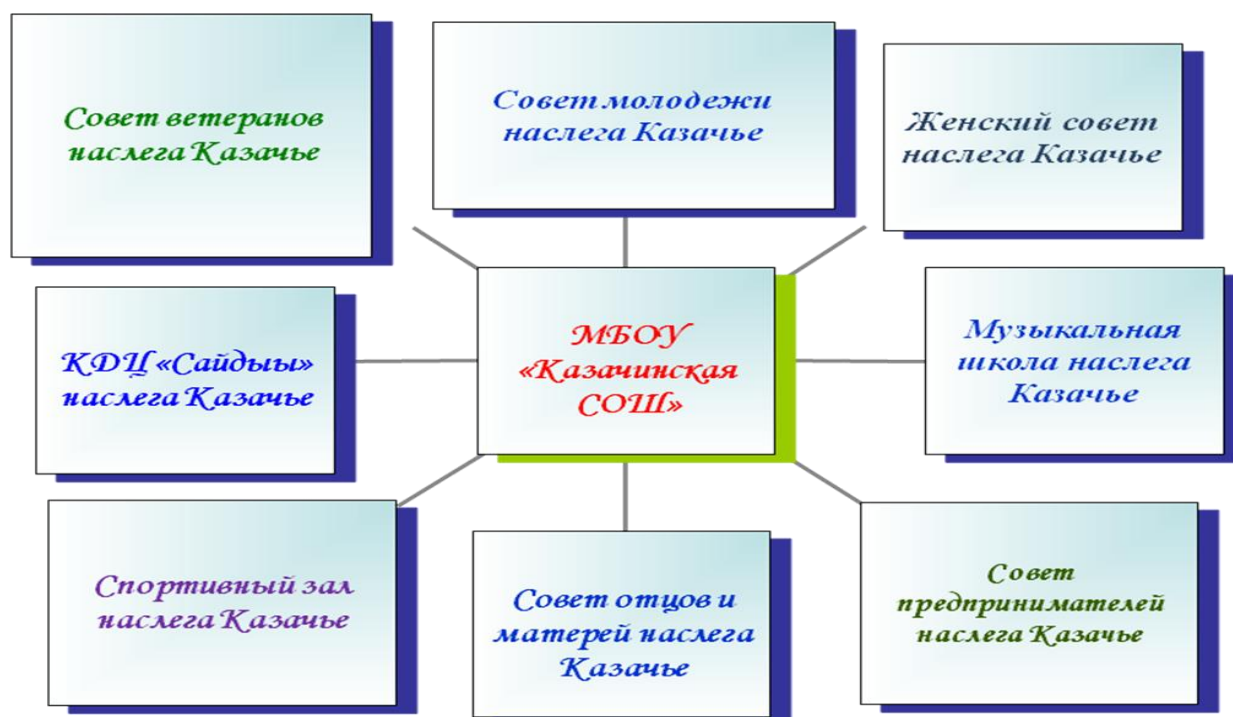 Совет ветеранов
наслега Казачье
Совет молодежи
наслега Казачье
Женский совет
наслега Казачье
КДЦ «Сайдыы»
наслега Казачье
МБОУ
«Казачинская
СОШ»
Музыкальная
школа наслега
Казачье
Спортивный зал
наслега Казачье
Совет отцов и
матерей наслега
Казачье
Совет
предпринимателей
наслега Казачье